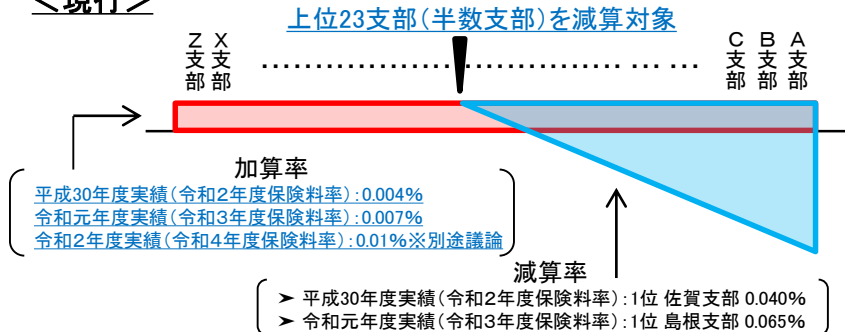 ＜現行＞
上位23支部（半数支部）を減算対象
Z支部
X支部
………………………………… … …
C支部
B支部
A支部
加算率
平成30年度実績（令和２年度保険料率）：0.004%
令和元年度実績（令和３年度保険料率）：0.007%
令和２年度実績（令和４年度保険料率）：0.01%※別途議論
減算率
➤ 平成30年度実績（令和２年度保険料率）：1位 佐賀支部 0.040%
➤ 令和元年度実績（令和３年度保険料率）：1位 島根支部 0.065%